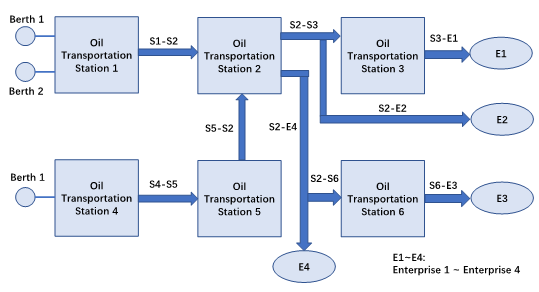 Berth 1
Berth 2
Oil
Transportation
Station 1
S1-S2
Oil
Transportation
Station 2
S2-S3
Oil
Transportation
Station 3
S3-E1
E1
S2-E2
E2
S5-S2
S2-E4
Berth 1
Oil
Transportation
Station 4
S4-S5
Oil
Transportation
Station 5
S2-S6
Oil
Transportation
Station 6
S6-E3
E3
E4
E1~E4:
Enterprise 1 ~ Enterprise 4